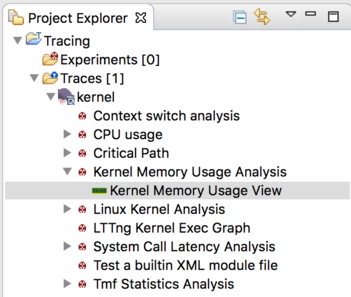 Project Explorer
Tracing
Experiments [0]
Traces [1]
kernel
Context switch analysis
CPU usage
Critical Path
Kernel Memory Usage Analysis
Kernel Memory Usage View
Linux Kernel Analysis
LTTng Kernel Exec Graph
System Call Latency Analysis
Test a builtin XML module file
Tmf Statistics Analysis